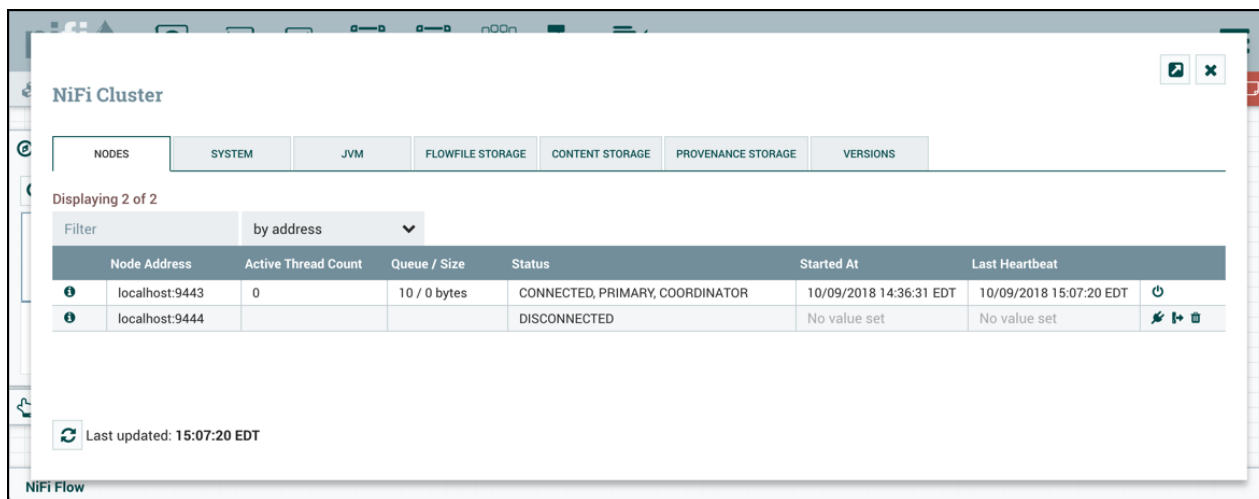 NiFi Cluster
NODES SYSTEM JVM FLOWFILE STORAGE CONTENT STORAGE PROVENANCE STORAGE VERSIONS
Displaying 2 of 2
Filter by address
Node Address Active Thread Count Queue / Size Status Started At Last Heartbeat
localhost:9443 0 10 / 0 bytes CONNECTED, PRIMARY, COORDINATOR 10/09/2018 14:36:31 EDT 10/09/2018 15:07:20 EDT
localhost:9444 DISCONNECTED No value set No value set
Last updated: 15:07:20 EDT
NiFi Flow